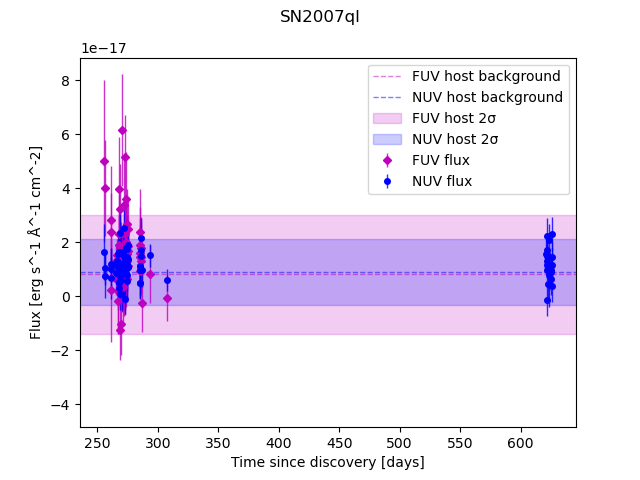 SN2007ql
1e−17
FUV host background
NUV host background
FUV host 2σ
NUV host 2σ
FUV flux
NUV flux
8
6
4
2
0
−2
−4
Flux [erg s^-1 Å^-1 cm^-2]
250 300 350 400 450 500 550 600
Time since discovery [days]